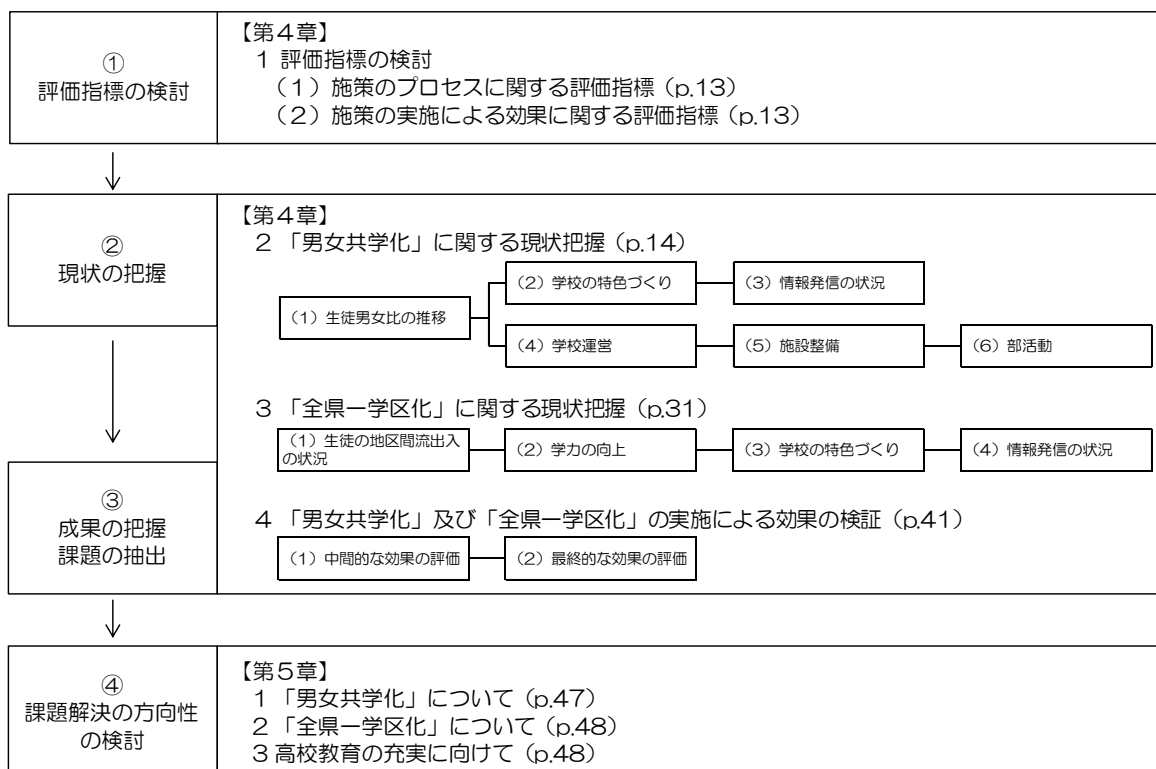 ①
評価指標の検討
【第4章】
1 評価指標の検討
（1）施策のプロセスに関する評価指標（p.13）
（2）施策の実施による効果に関する評価指標（p.13）
②
現状の把握
【第4章】
2 「男女共学化」に関する現状把握（p.14）
（1）生徒男女比の推移
（2）学校の特色づくり
（3）情報発信の状況
（4）学校運営
（5）施設整備
（6）部活動
3 「全県一学区化」に関する現状把握（p.31）
（1）生徒の地区間流出入
の状況
（2）学力の向上
（3）学校の特色づくり
（4）情報発信の状況
③
成果の把握
課題の抽出
4 「男女共学化」及び「全県一学区化」の実施による効果の検証（p.41）
（1）中間的な効果の評価
（2）最終的な効果の評価
④
課題解決の方向性
の検討
【第5章】
1 「男女共学化」について（p.47）
2 「全県一学区化」について（p.48）
3 高校教育の充実に向けて（p.48）